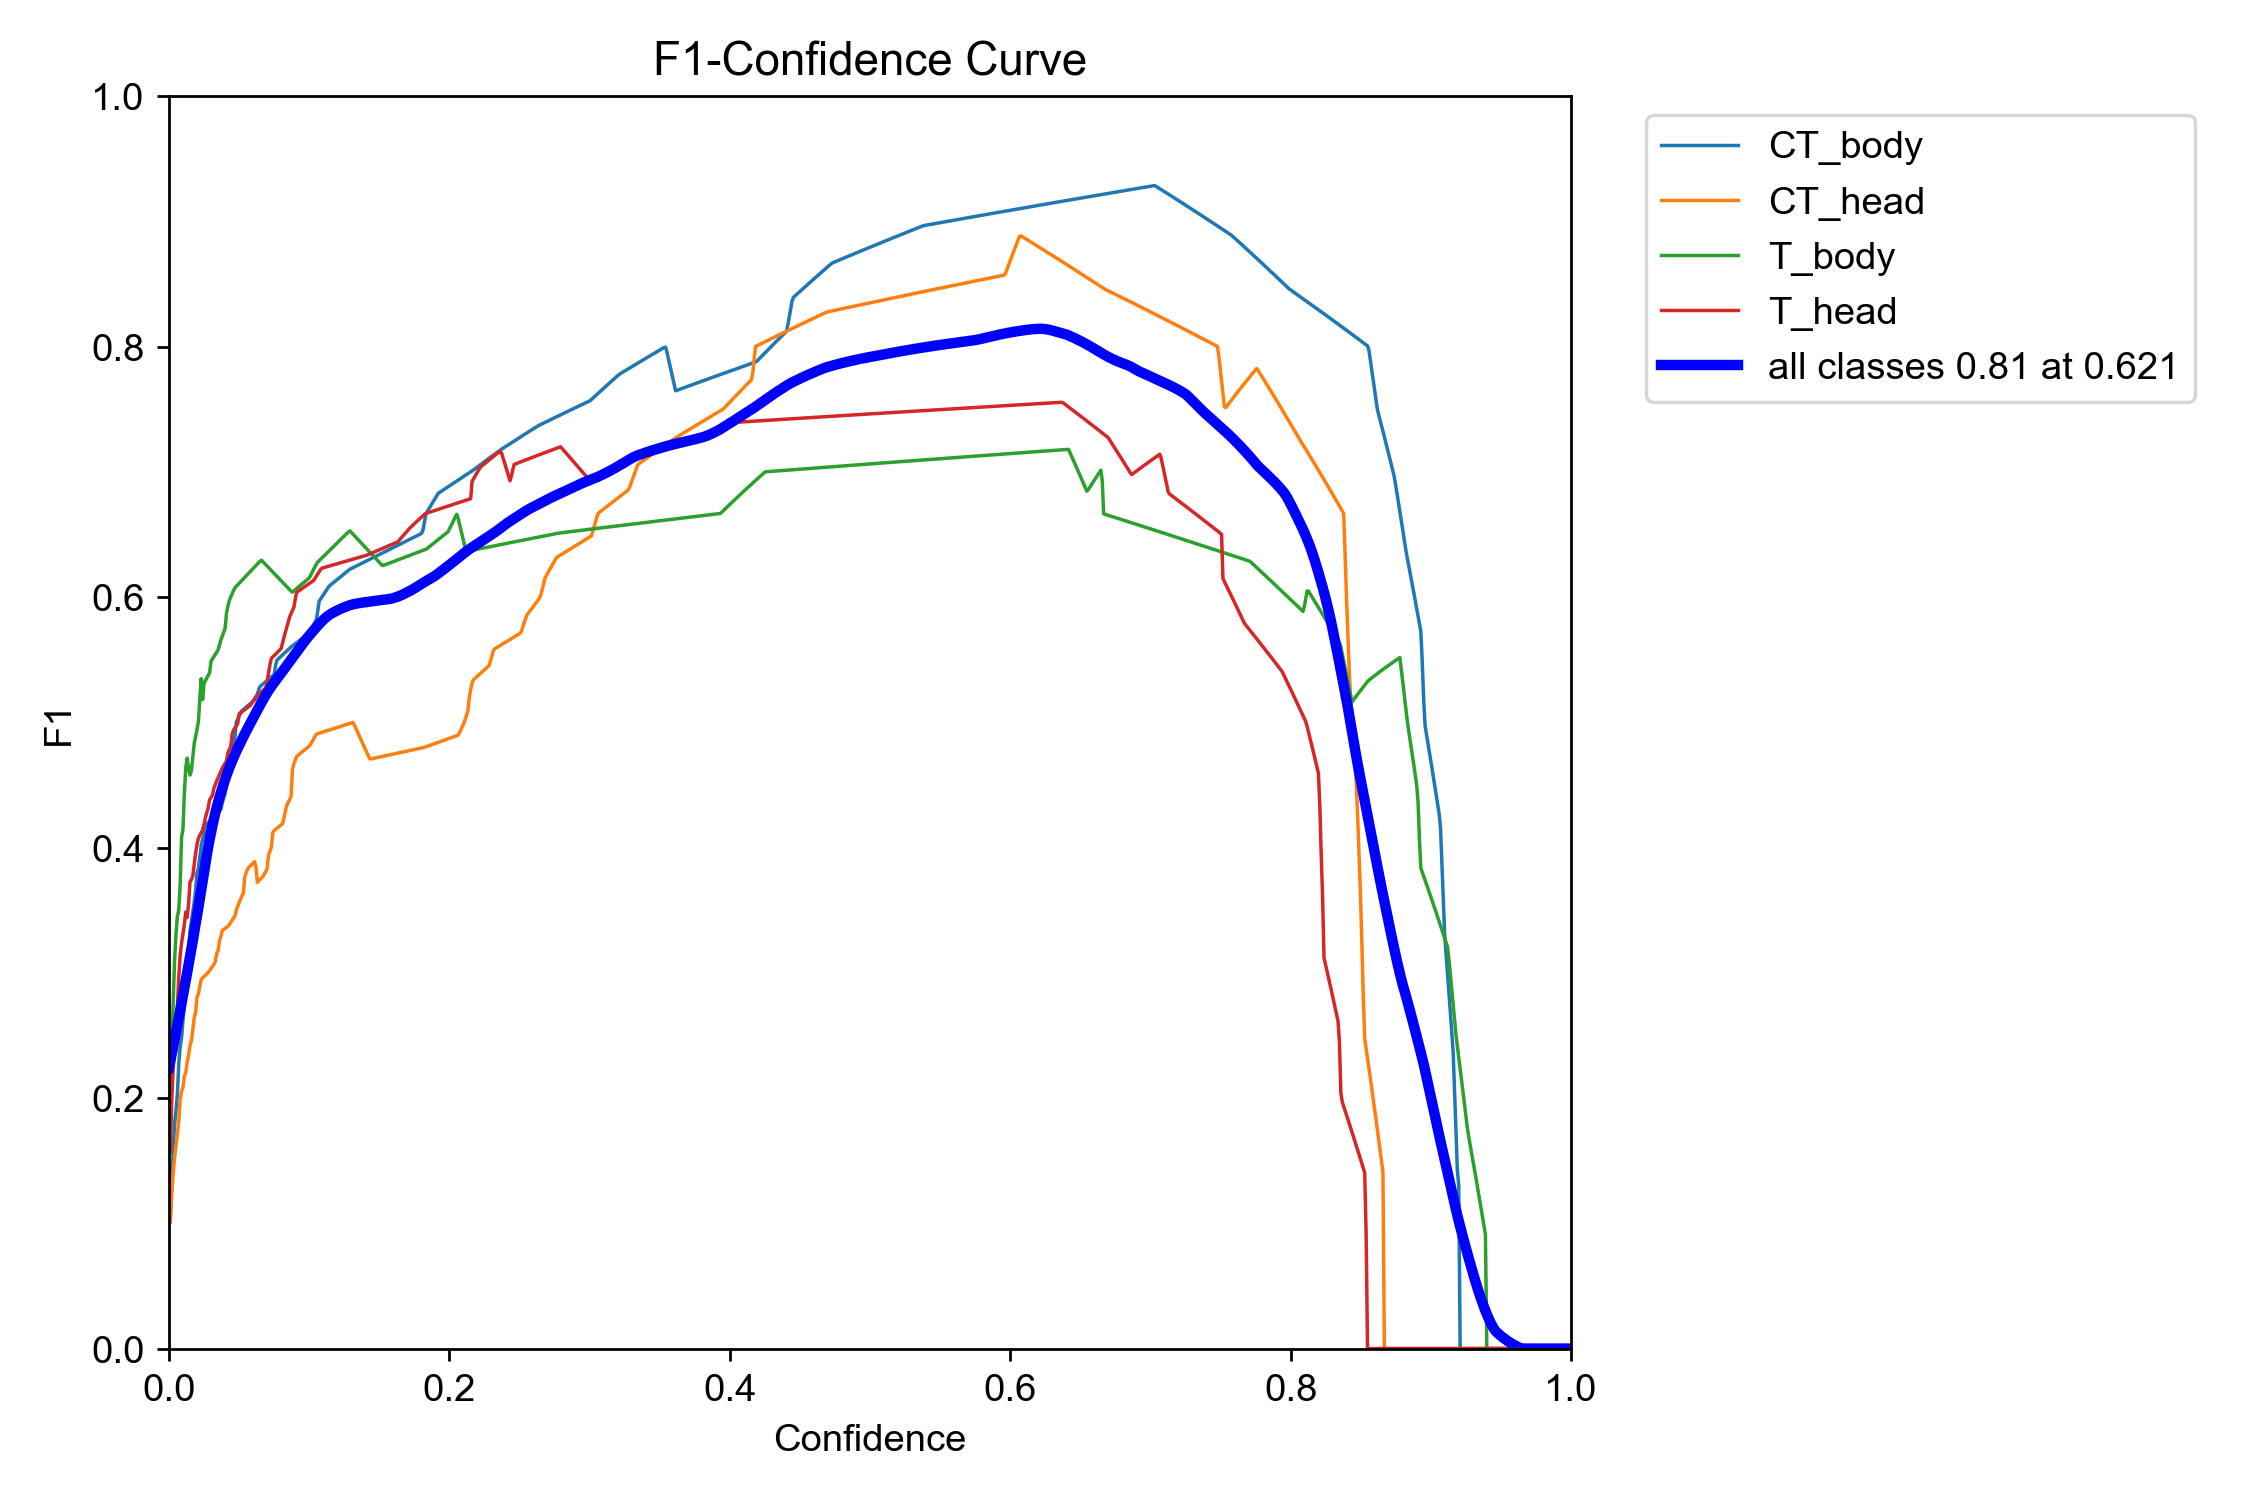 F1-Confidence Curve
1.0
0.8
0.6
0.4
0.2
0.0
F1
0.0 0.2 0.4 0.6 0.8 1.0
Confidence
CT_body
CT_head
T_body
T_head
all classes 0.81 at 0.621